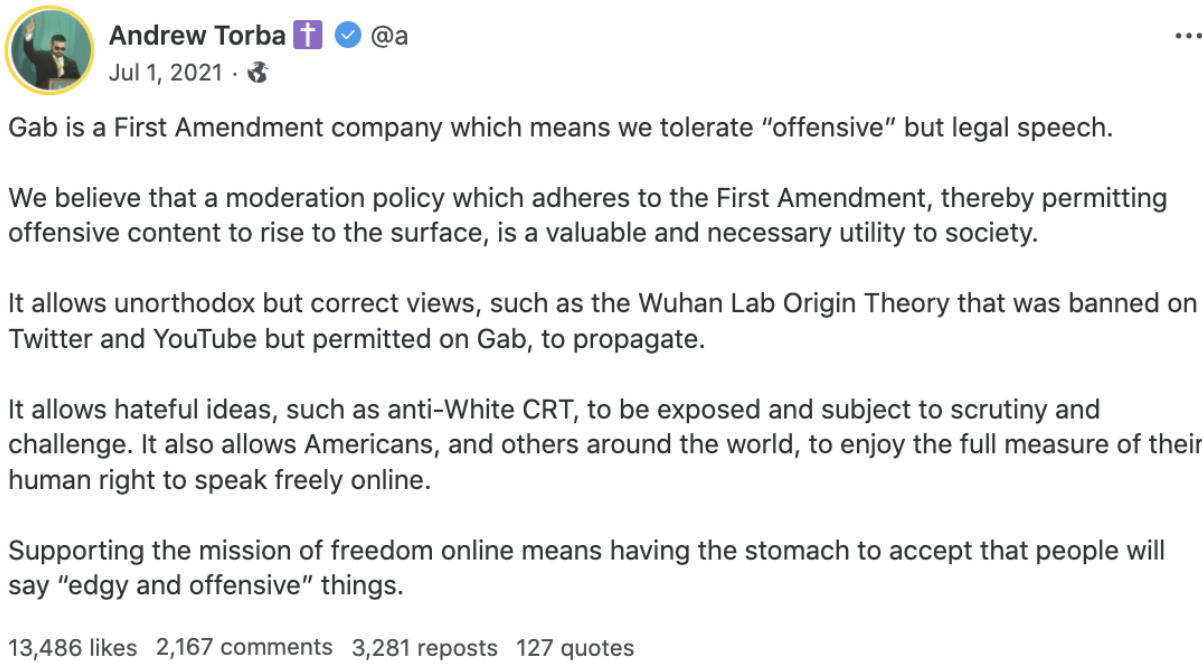 Andrew Torba ✝️ @a
Jul 1, 2021 ·
Gab is a First Amendment company which means we tolerate “offensive” but legal speech.
We believe that a moderation policy which adheres to the First Amendment, thereby permitting
offensive content to rise to the surface, is a valuable and necessary utility to society.
It allows unorthodox but correct views, such as the Wuhan Lab Origin Theory that was banned on
Twitter and YouTube but permitted on Gab, to propagate.
It allows hateful ideas, such as anti-White CRT, to be exposed and subject to scrutiny and
challenge. It also allows Americans, and others around the world, to enjoy the full measure of their
human right to speak freely online.
Supporting the mission of freedom online means having the stomach to accept that people will
say “edgy and offensive” things.
13,486 likes 2,167 comments 3,281 reposts 127 quotes